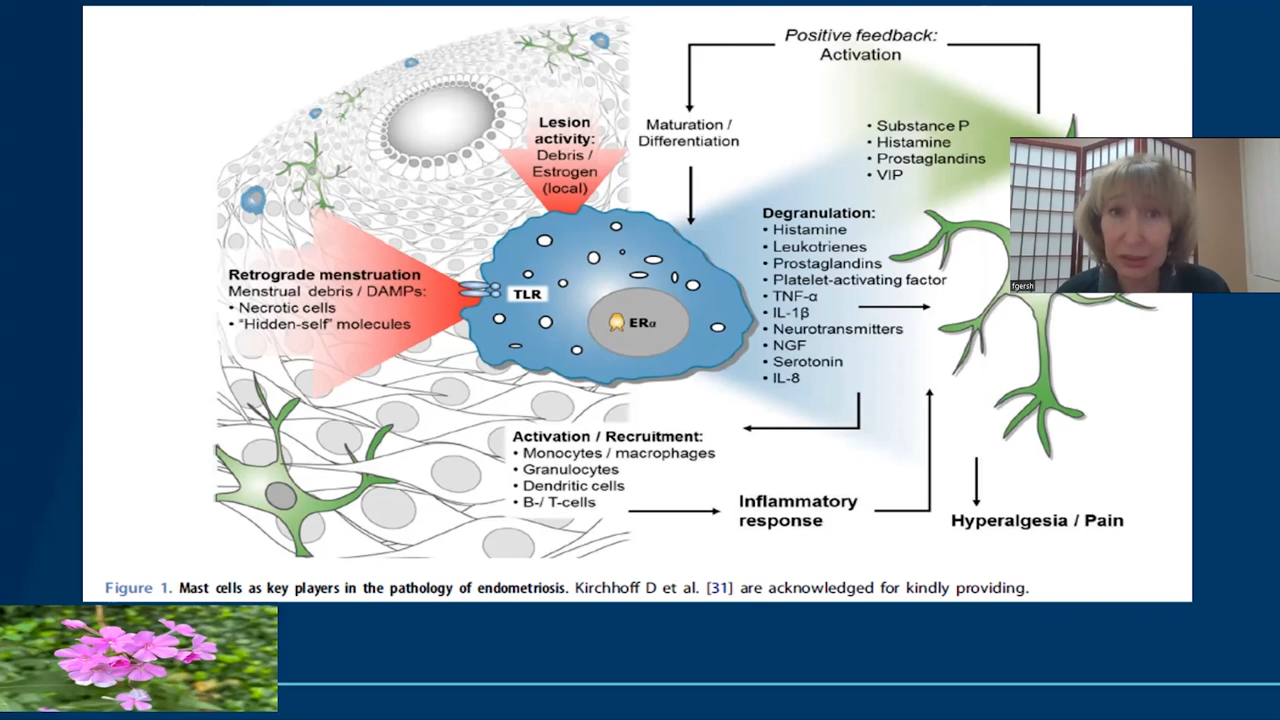 Positive feedback:
Activation
Lesion
activity:
Debris /
Estrogen
(local)
Maturation /
Differentiation
• Substance P
• Histamine
• Prostaglandins
• VIP
fgersh
Retrograde menstruation
Menstrual debris / DAMPs:
• Necrotic cells
• “Hidden-self” molecules
TLR
ERα
Degranulation:
• Histamine
• Leukotrienes
• Prostaglandins
• Platelet-activating factor
• TNF-α
• IL-1β
• Neurotransmitters
• NGF
• Serotonin
• IL-8
Activation / Recruitment:
• Monocytes / macrophages
• Granulocytes
• Dendritic cells
• B-/ T-cells
Inflammatory
response
Hyperalgesia / Pain
Figure 1. Mast cells as key players in the pathology of endometriosis. Kirchhoff D et al. [31] are acknowledged for kindly providing.